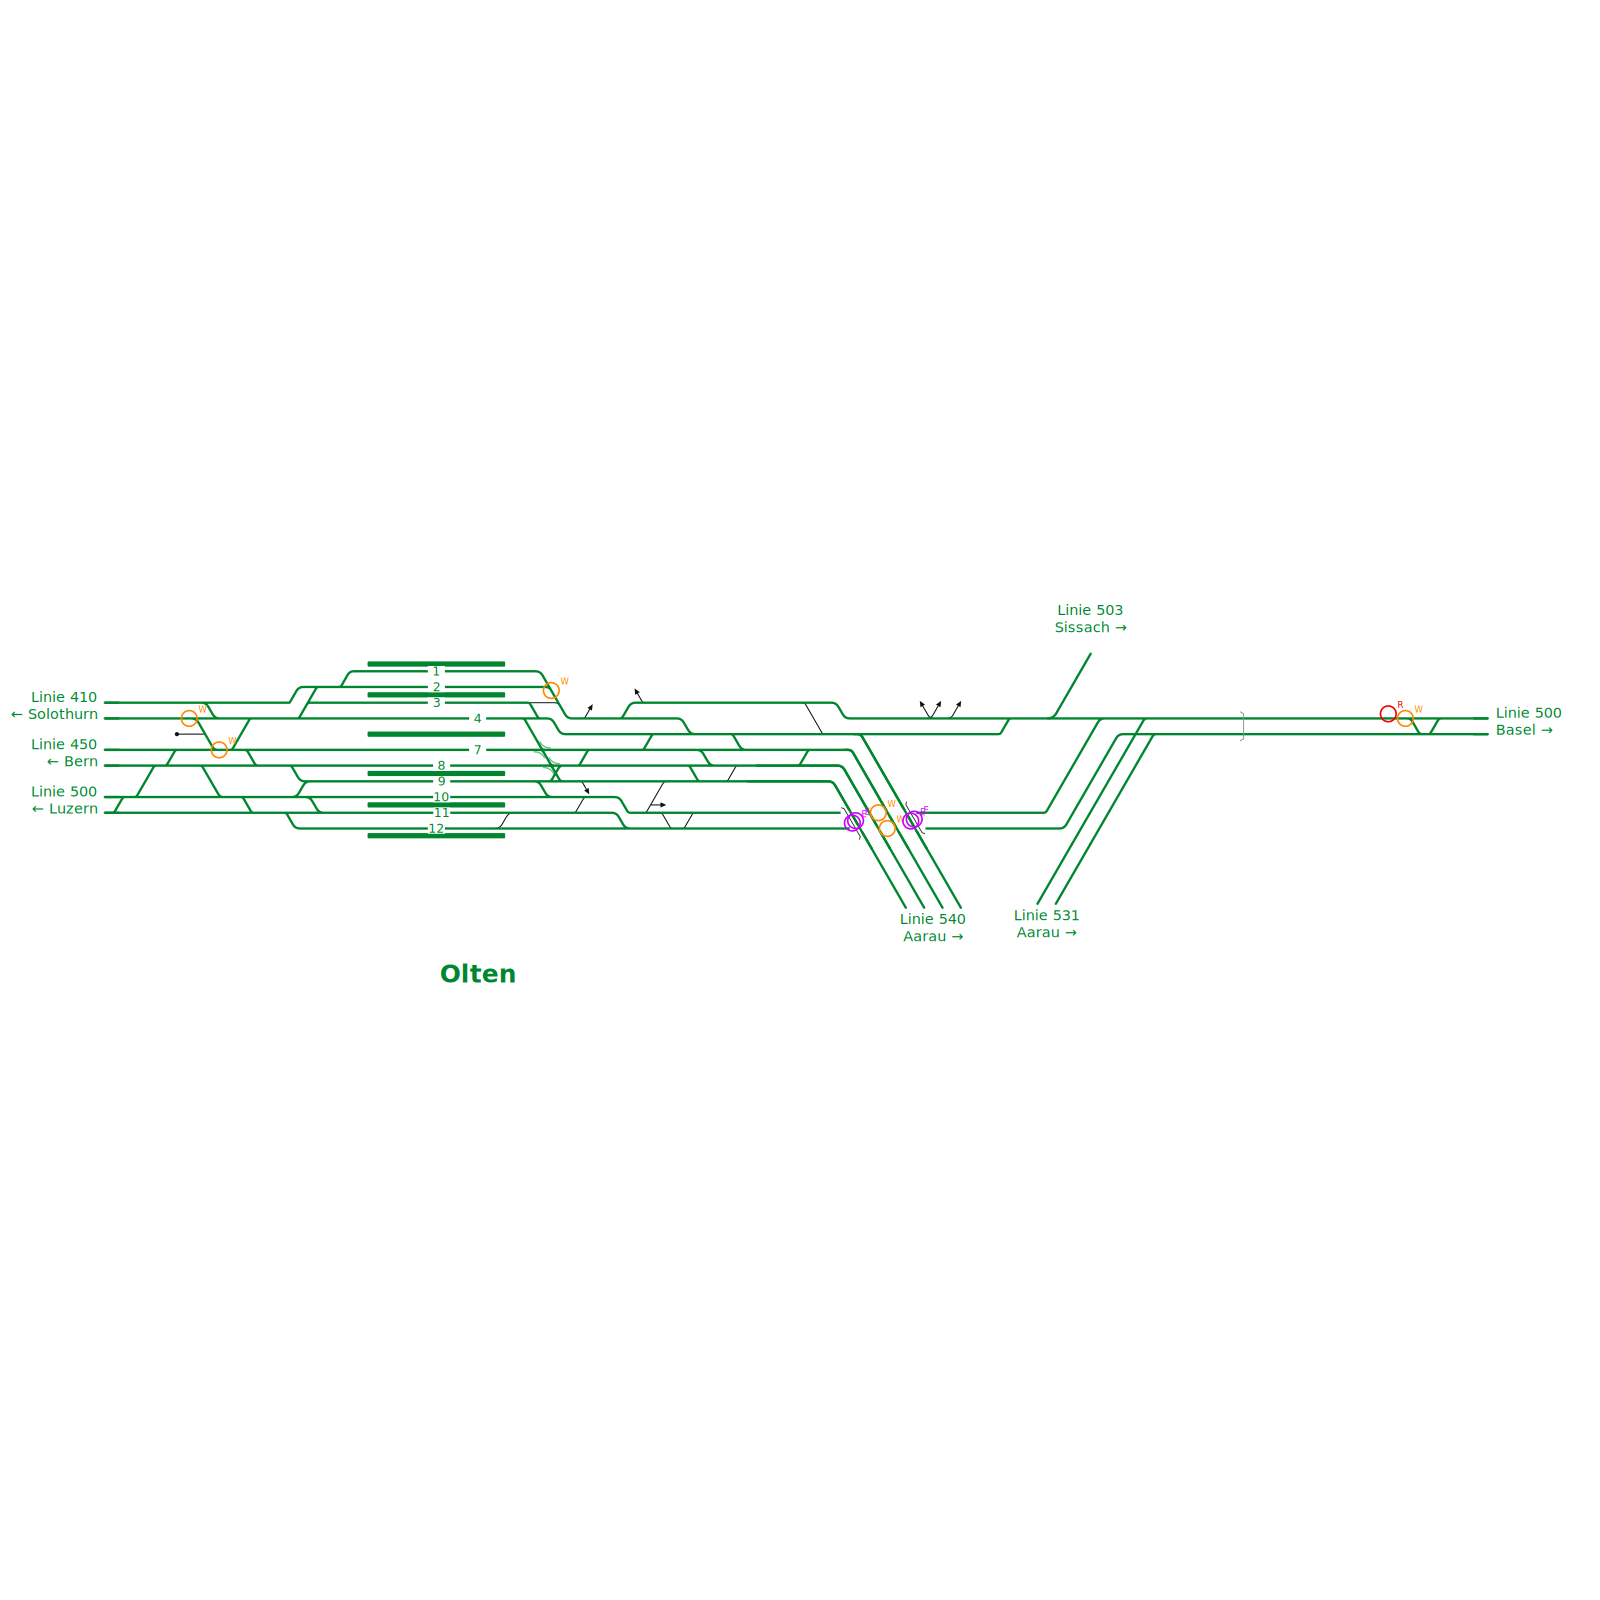 Linie 503
Sissach →
Linie 410
← Solothurn
Linie 450
← Bern
Linie 500
← Luzern
1
2
3
4
7
8
9
10
11
12
W
W
W
W
W
E
F
R
W
Linie 500
Basel →
Linie 540
Aarau →
Linie 531
Aarau →
Olten